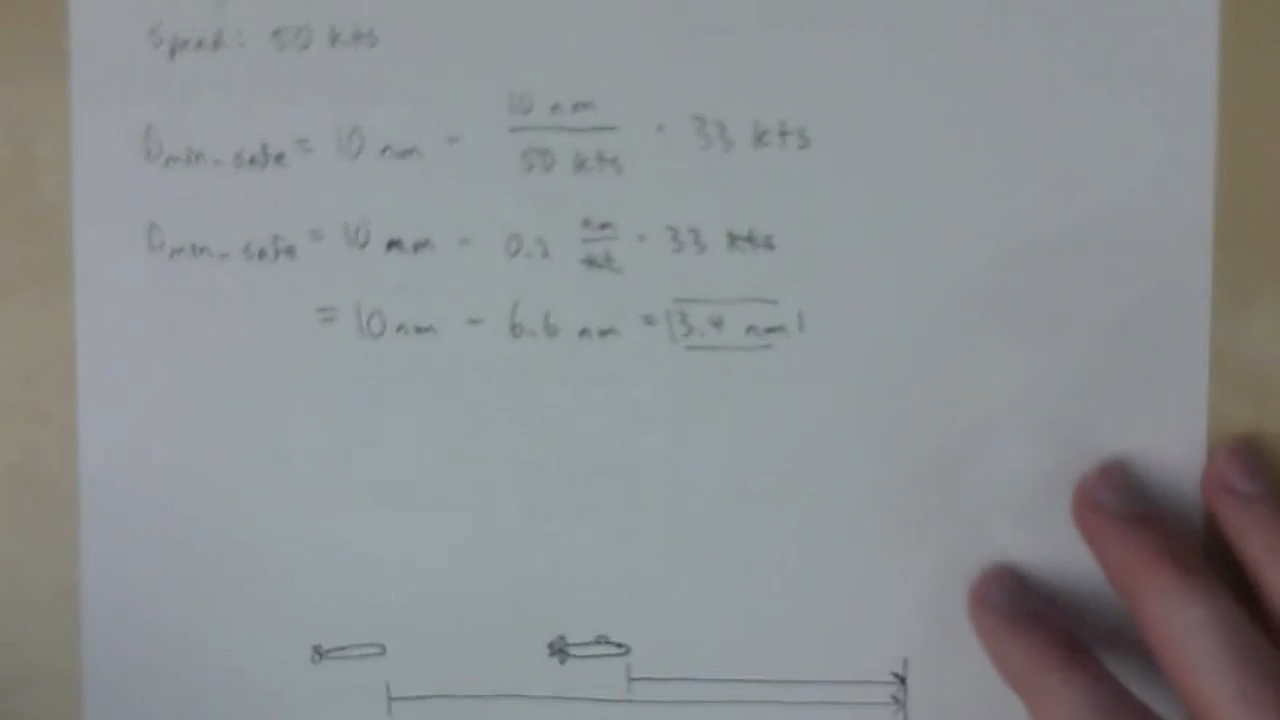 Speed: 50 kts
Dmin-safe = 10 nm - 10 nm / 50 kts · 33 kts
Dmin-safe = 10 nm - 0.2 nm / kt · 33 kts
= 10 nm - 6.6 nm = 3.4 nm